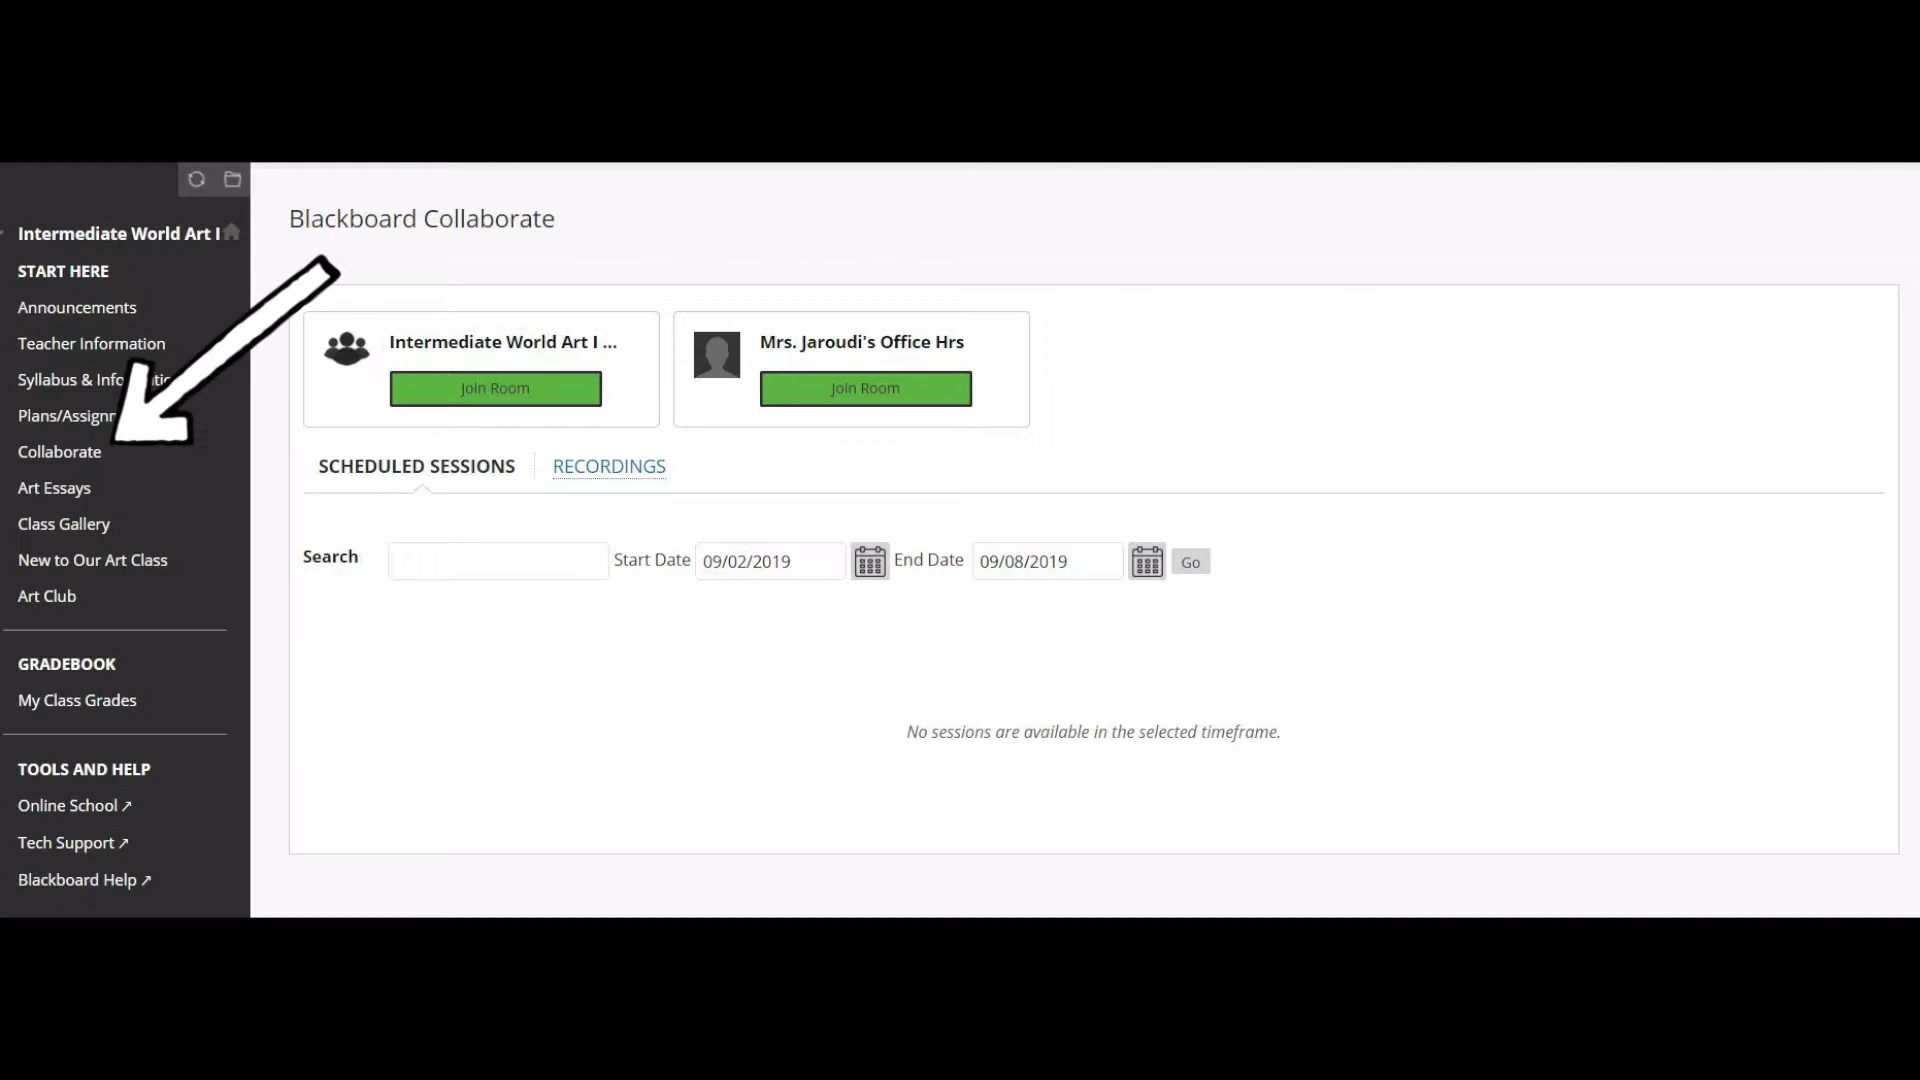 Intermediate World Art I
START HERE
Announcements
Teacher Information
Syllabus &
Collaborate
Art Essays
Class Gallery
New to Our Art Class
Art Club
GRADEBOOK
My Class Grades
TOOLS AND HELP
Online School ↗
Tech Support ↗
Blackboard Help ↗
Blackboard Collaborate
Intermediate World Art I ...
Join Room
Mrs. Jaroudi's Office Hrs
Join Room
SCHEDULED SESSIONS
RECORDINGS
Search Start Date 09/02/2019 End Date 09/08/2019 Go
No sessions are available in the selected timeframe.